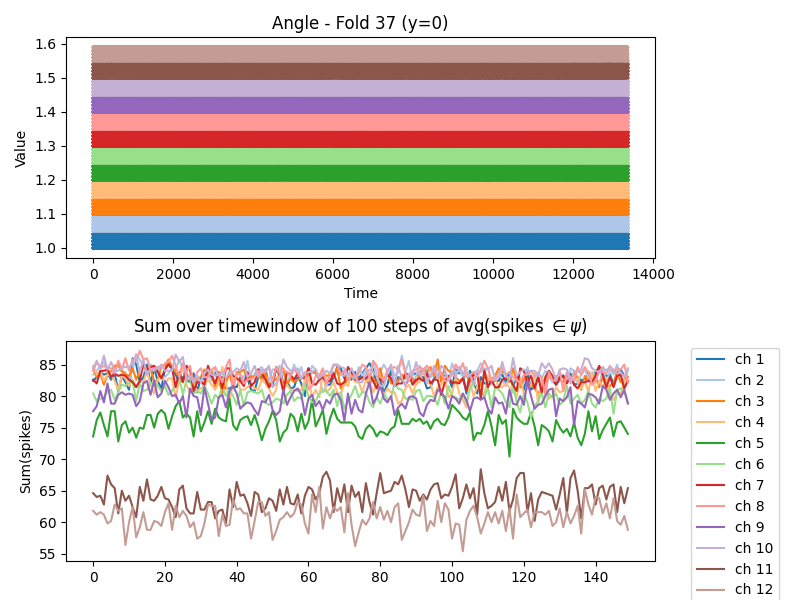 Angle - Fold 37 (y=0)
Value
1.6
1.5
1.4
1.3
1.2
1.1
1.0
0 2000 4000 6000 8000 10000 12000 14000
Time
Sum over timewindow of 100 steps of avg(spikes ∈ ψ)
Sum(spikes)
85
80
75
70
65
60
55
0 20 40 60 80 100 120 140
ch 1
ch 2
ch 3
ch 4
ch 5
ch 6
ch 7
ch 8
ch 9
ch 10
ch 11
ch 12